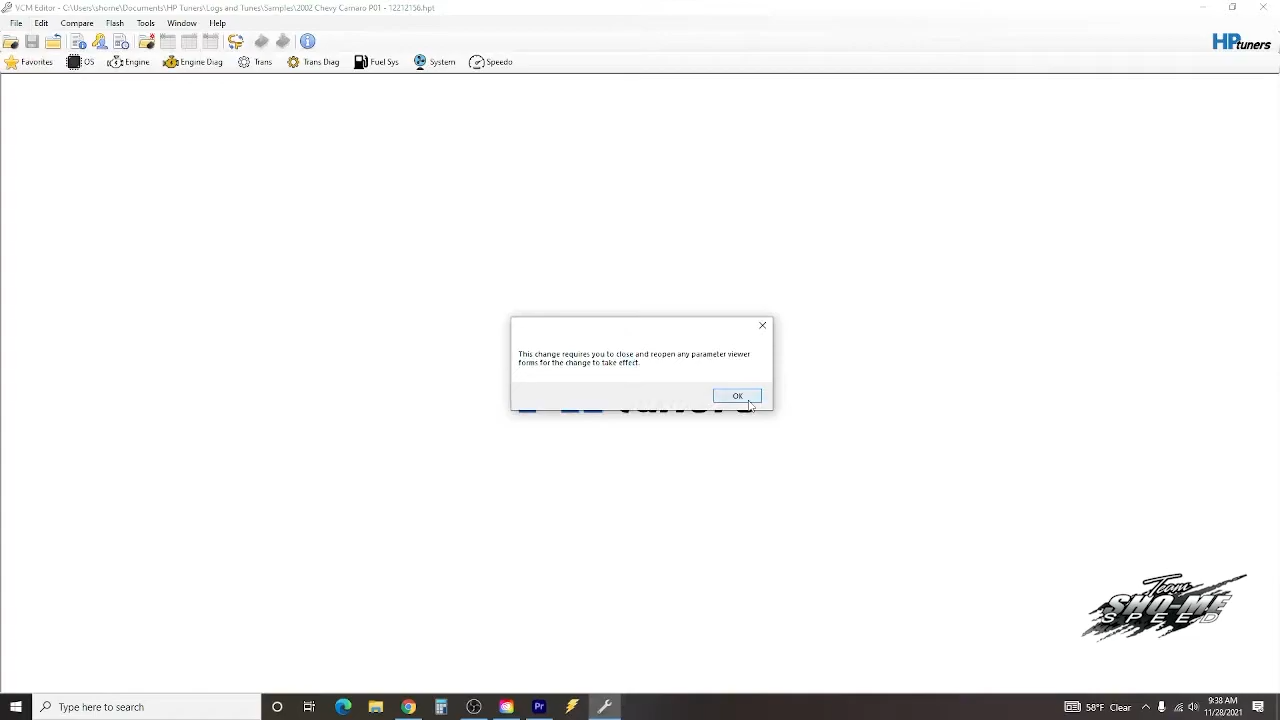 VCM Editor - C:\Users\shome\Documents\HP Tuners\Logs and Tunes\Samples\2002 Chevy Camaro P01 - 12212156.hpt
File Edit Compare Flash Tools Window Help
HPtuners
Favorites OS Engine Engine Diag Trans Trans Diag Fuel Sys System Speedo
This change requires you to close and reopen any parameter viewer
forms for the change to take effect.
OK
Team
SHO-ME
SPEED
Type here to search
Pr
58°F Clear
9:38 AM
11/28/2021